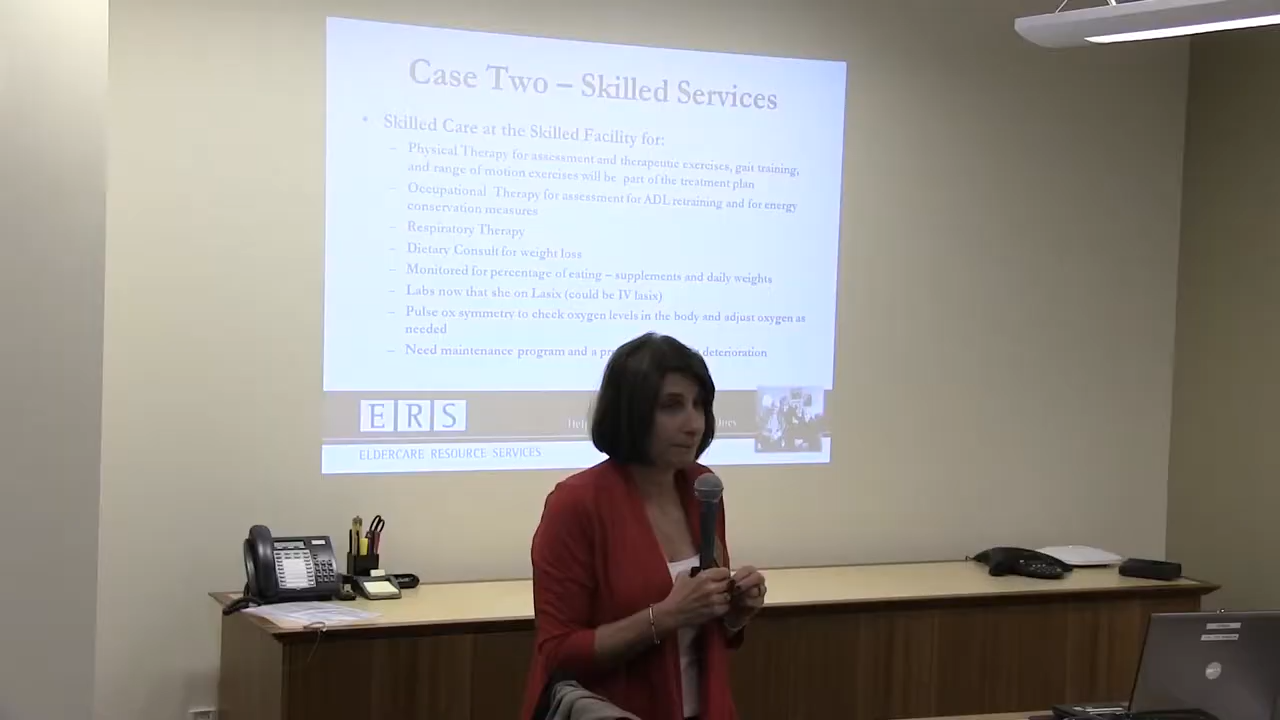 Case Two – Skilled Services
• Skilled Care at the Skilled Facility for:
– Physical Therapy for assessment and therapeutic exercises, gait training,
and range of motion exercises will be part of the treatment plan
– Occupational Therapy for assessment for ADL retraining and for energy
conservation measures
– Respiratory Therapy
– Dietary Consult for weight loss
– Monitored for percentage of eating – supplements and daily weights
– Labs now that she on Lasix (could be IV lasix)
– Pulse ox symmetry to check oxygen levels in the body and adjust oxygen as
needed
– Need maintenance program and a deterioration
ERS
ELDERCARE RESOURCE SERVICES